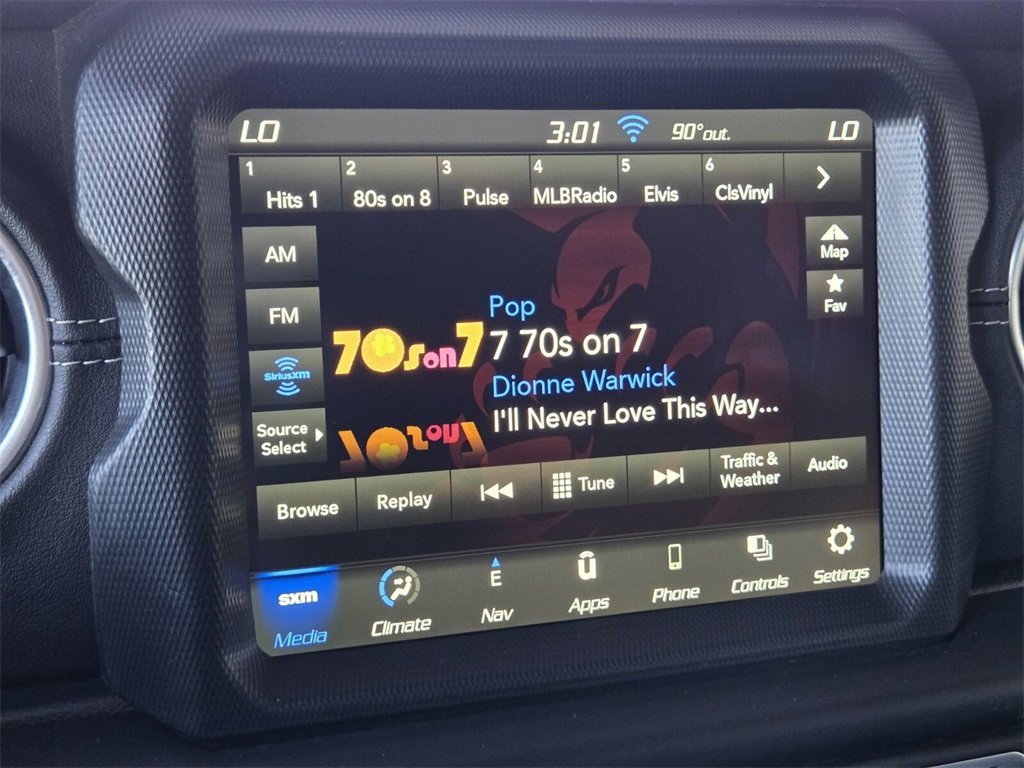 LO 3:01 90° out. LO
1 2 3 4 5 6
Hits 1 80s on 8 Pulse MLBRadio Elvis ClsVinyl
AM
Map
FM
Fav
SiriusXM
Source
Select
70s on 7
Pop
7 70s on 7
Dionne Warwick
I'll Never Love This Way...
Browse Replay Tune Traffic & Weather Audio
sxm E
Media Climate Nav Apps Phone Controls Settings